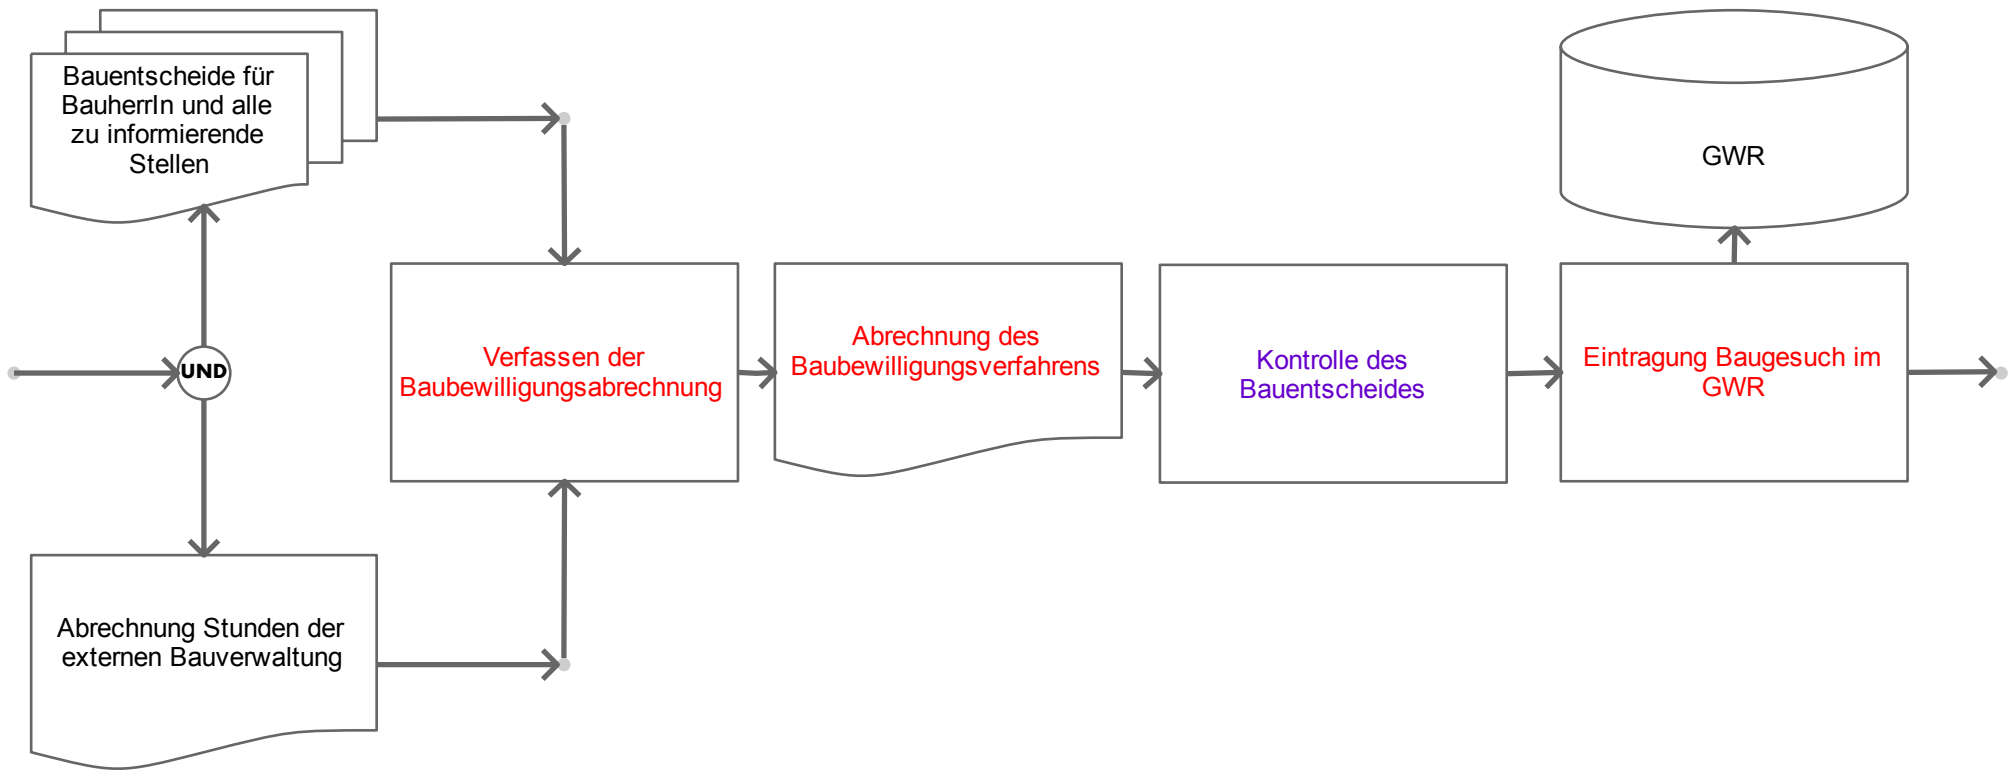 Bauentscheide für
BauherrIn und alle
zu informierende
Stellen
GWR
UND
Verfassen der
Baubewilligungsabrechnung
Abrechnung des
Baubewilligungsverfahrens
Kontrolle des
Bauentscheides
Eintragung Baugesuch im
GWR
Abrechnung Stunden der
externen Bauverwaltung